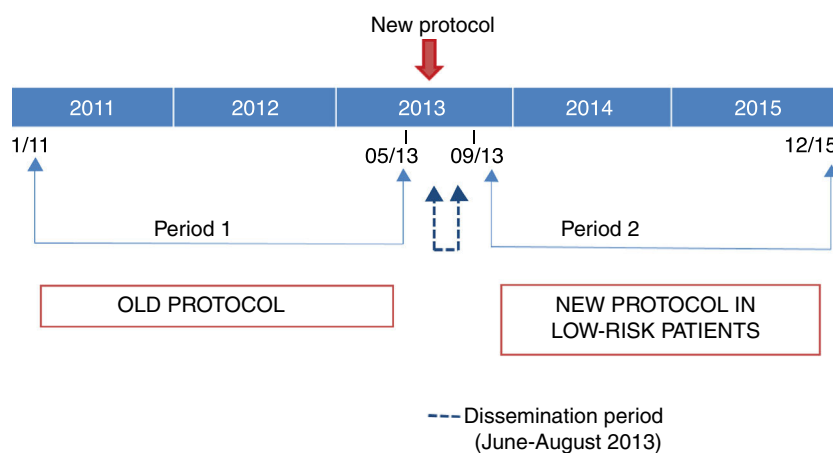 New protocol
2011 2012 2013 2014 2015
1/11 05/13 09/13 12/15
Period 1 Period 2
OLD PROTOCOL
NEW PROTOCOL IN
LOW-RISK PATIENTS
Dissemination period
(June-August 2013)